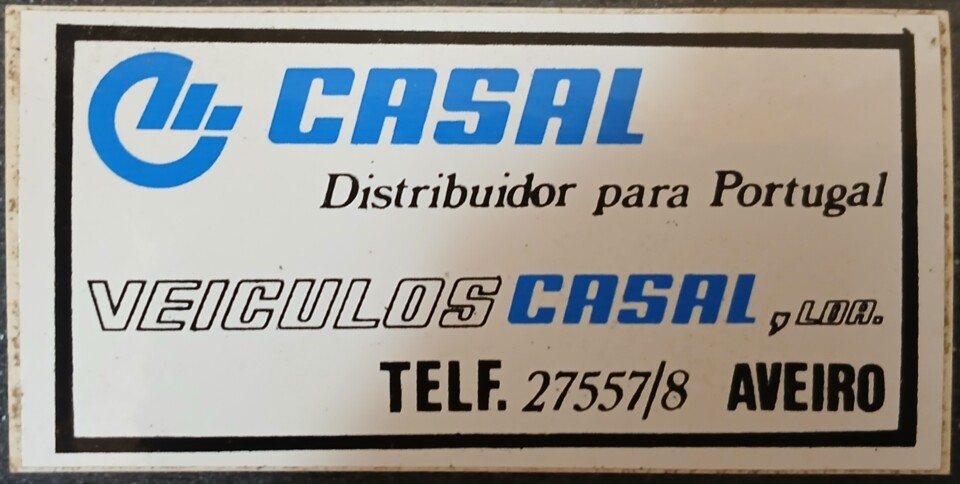 CASAL
Distribuidor para Portugal
VEICULOS CASAL, LDA.
TELF. 27557/8 AVEIRO